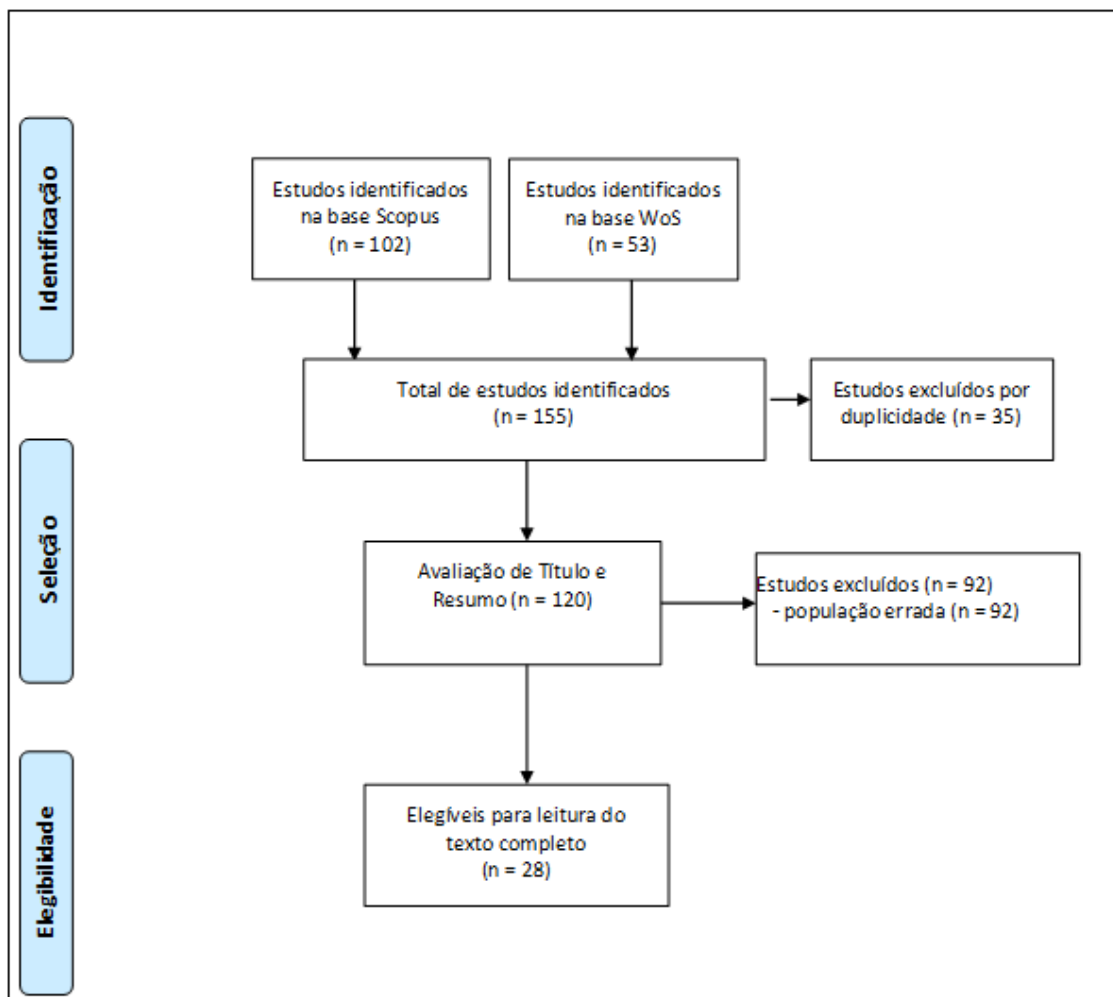 Identificação
Estudos identificados
na base Scopus
(n = 102)
Estudos identificados
na base WoS
(n = 53)
Total de estudos identificados
(n = 155)
Estudos excluídos por
duplicidade (n = 35)
Seleção
Avaliação de Título e
Resumo (n = 120)
Estudos excluídos (n = 92)
- população errada (n = 92)
Elegibilidade
Elegíveis para leitura do
texto completo
(n = 28)